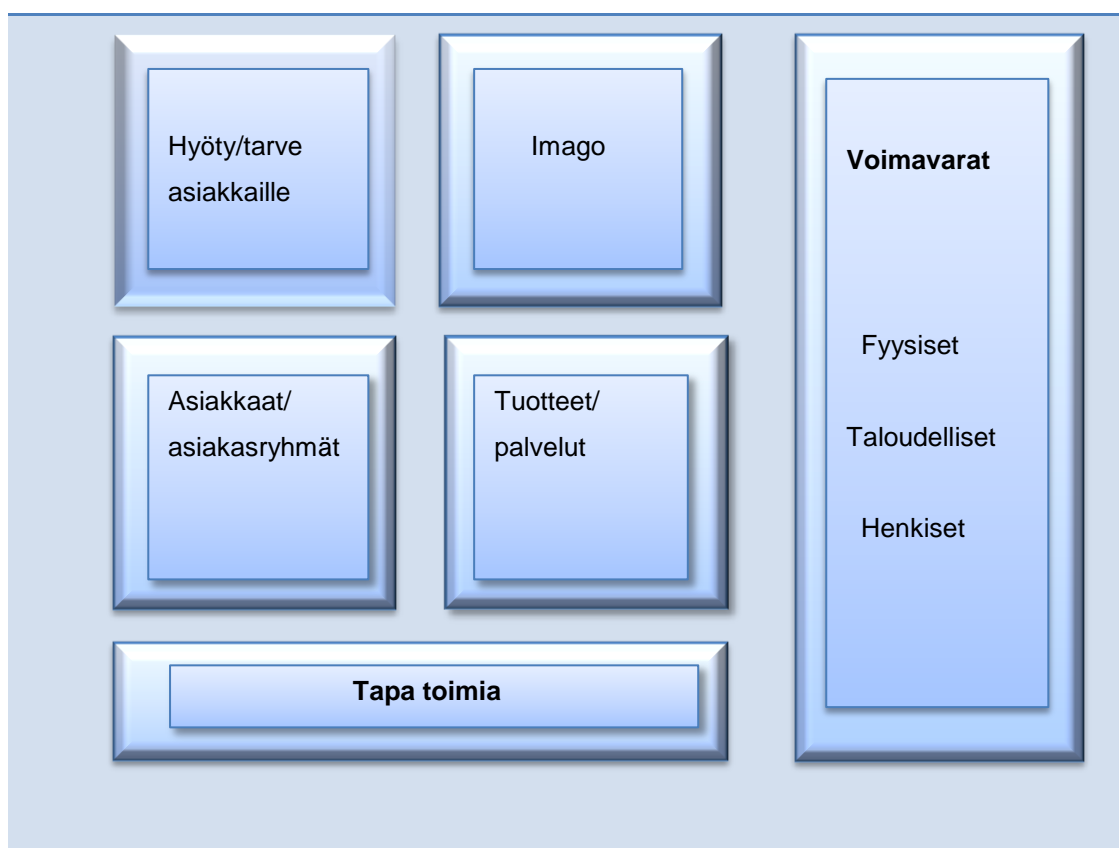 Hyöty/tarve
asiakkaille
Imago
Asiakkaat/
asiakasryhmät
Tuotteet/
palvelut
Tapa toimia
Voimavarat
Fyysiset
Taloudelliset
Henkiset